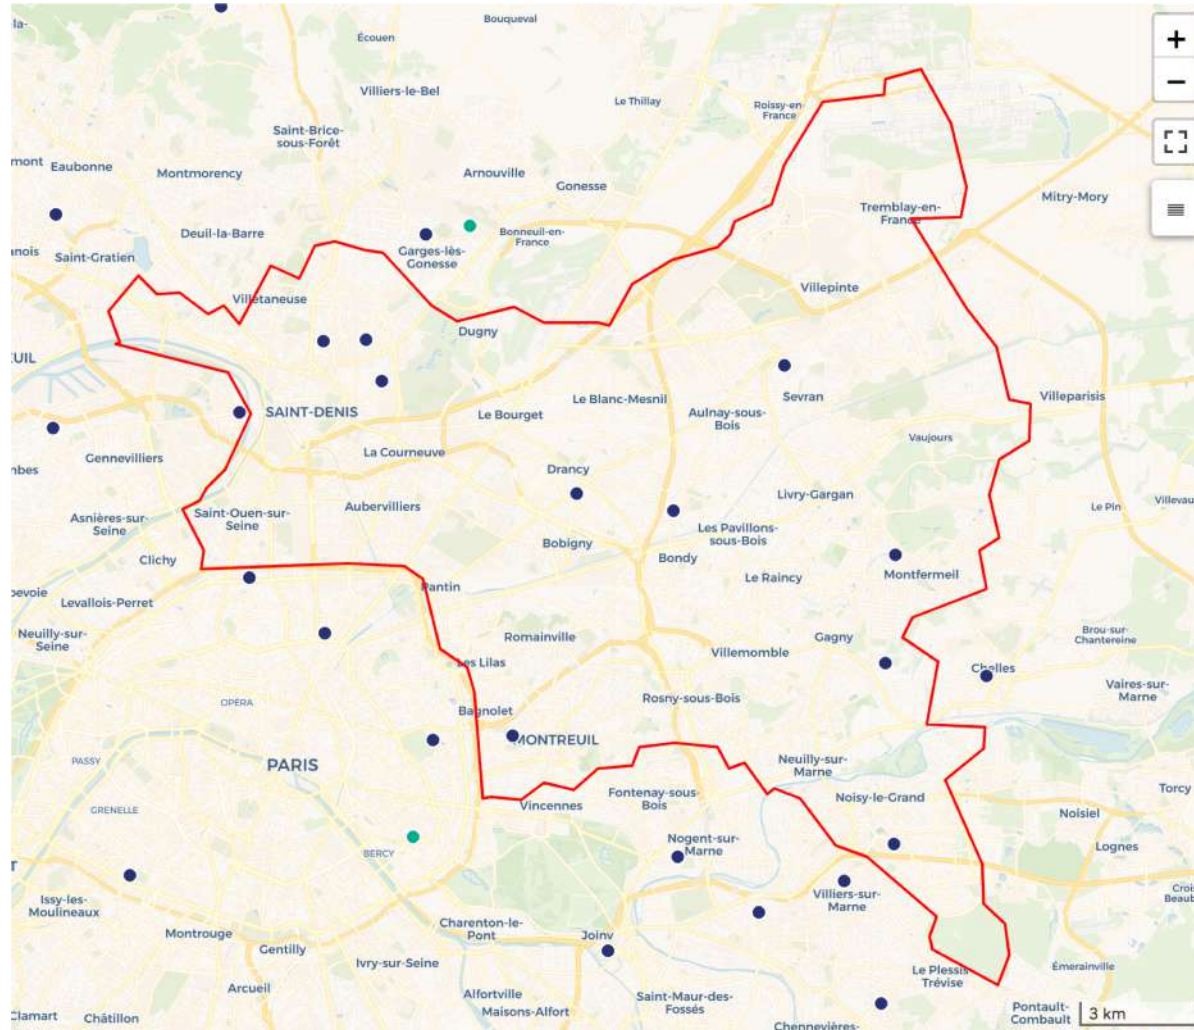 Bouqueval
la-
Écouen
+
Villiers-le-Bel
−
Le Thillay
Roissy-en-
France
Saint-Brice-
sous-Forêt
mont
Eaubonne
Montmorency
Arnouville
Gonesse
Mitry-Mory
Tremblay-en-
France
Deuil-la-Barre
Bonneuil-en-
France
anois
Saint-Gratien
Garges-lès-
Gonesse
Villepinte
Villetaneuse
Dugny
UIL
Villeparisis
Sevran
Le Blanc-Mesnil
SAINT-DENIS
Le Bourget
Aulnay-sous-
Bois
Vaujours
Gennevilliers
La Courneuve
nbes
Drancy
Livry-Gargan
Villevau
Le Pin
Saint-Ouen-sur-
Seine
Aubervilliers
Asnières-sur-
Seine
Les Pavillons-
sous-Bois
Bobigny
Bondy
Clichy
Le Raincy
Montfermeil
Pantin
bevoie
Levallois-Perret
Neuilly-sur-
Seine
Romainville
Gagny
Brou-sur-
Chantereine
Villemomble
Les Lilas
Chelles
Vaires-sur-
Marne
OPÉRA
Rosny-sous-Bois
Bagnolet
MONTREUIL
PASSY
PARIS
Neuilly-sur-
Marne
Torcy
Fontenay-sous-
Bois
Noisy-le-Grand
GRENELLE
Vincennes
Noisiel
Nogent-sur-
Marne
Lognes
BERCY
T
Villiers-sur-
Marne
Crois
Beaub
Issy-les-
Moulineaux
Charenton-le-
Pont
Montrouge
Gentilly
Joinv
Ivry-sur-Seine
Le Plessis
Trévise
Émerainville
Arcueil
Alfortville
Saint-Maur-des-
Fossés
Maisons-Alfort
Pontault-
Combault
3 km
Clamart
Châtillon
Chennevières-